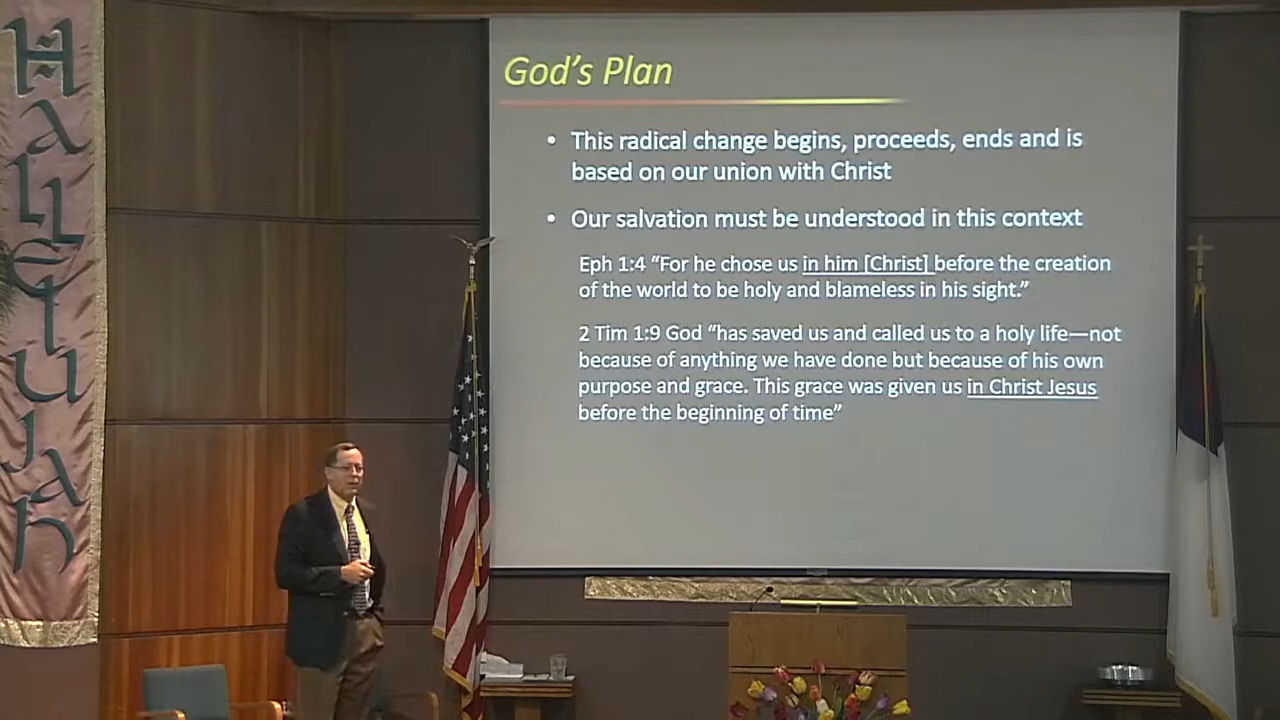 Hallelujah
God's Plan
• This radical change begins, proceeds, ends and is
based on our union with Christ
• Our salvation must be understood in this context
Eph 1:4 “For he chose us in him [Christ] before the creation
of the world to be holy and blameless in his sight.”
2 Tim 1:9 God “has saved us and called us to a holy life—not
because of anything we have done but because of his own
purpose and grace. This grace was given us in Christ Jesus
before the beginning of time”